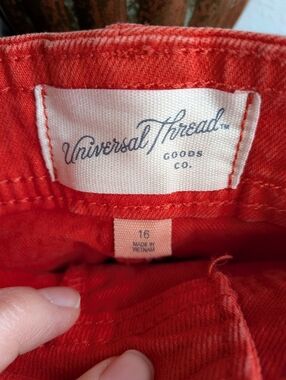 Universal Thread™
GOODS
CO.
16
MADE IN
VIETNAM